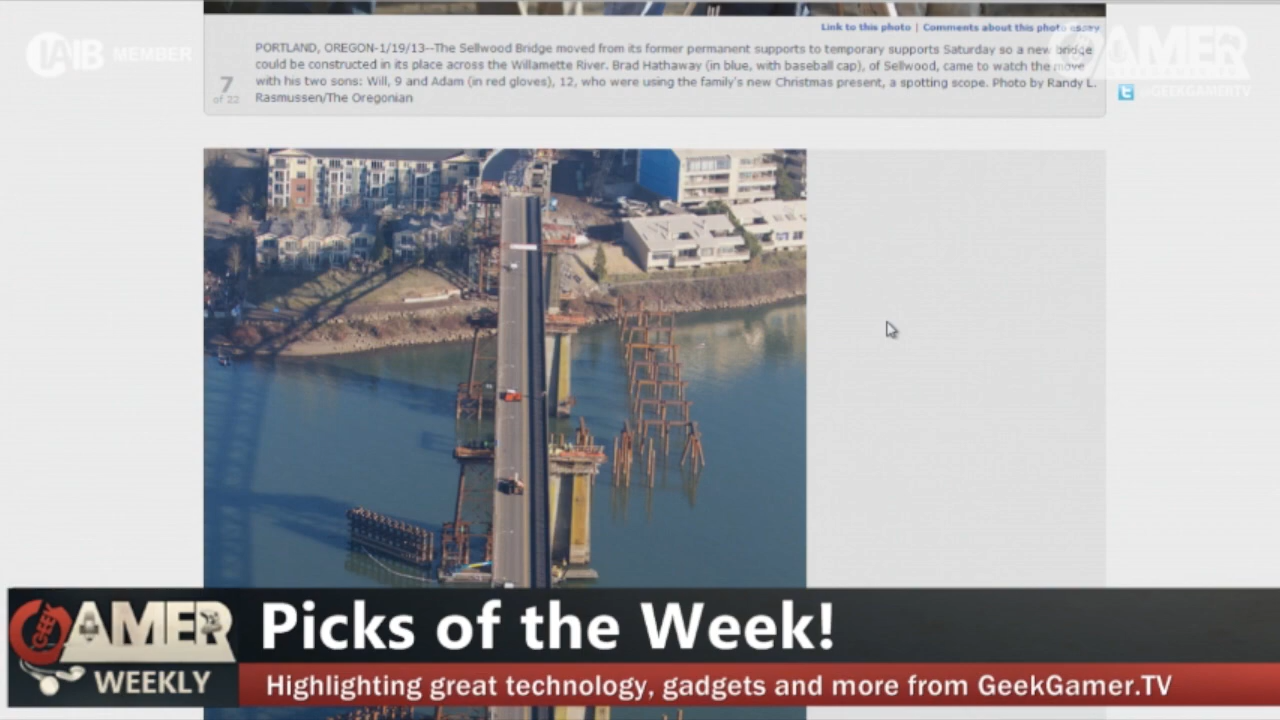 Link to this photo | Comments about this photo essay
IAIB MEMBER
GAMER
PORTLAND, OREGON-1/19/13--The Sellwood Bridge moved from its former permanent supports to temporary supports Saturday so a new bridge
could be constructed in its place across the Willamette River. Brad Hathaway (in blue, with baseball cap), of Sellwood, came to watch the move
with his two sons: Will, 9 and Adam (in red gloves), 12, who were using the family's new Christmas present, a spotting scope. Photo by Randy L.
Rasmussen/The Oregonian
7
of 22
@GEEKGAMERTV
GEEK
GAMER
WEEKLY
Picks of the Week!
Highlighting great technology, gadgets and more from GeekGamer.TV